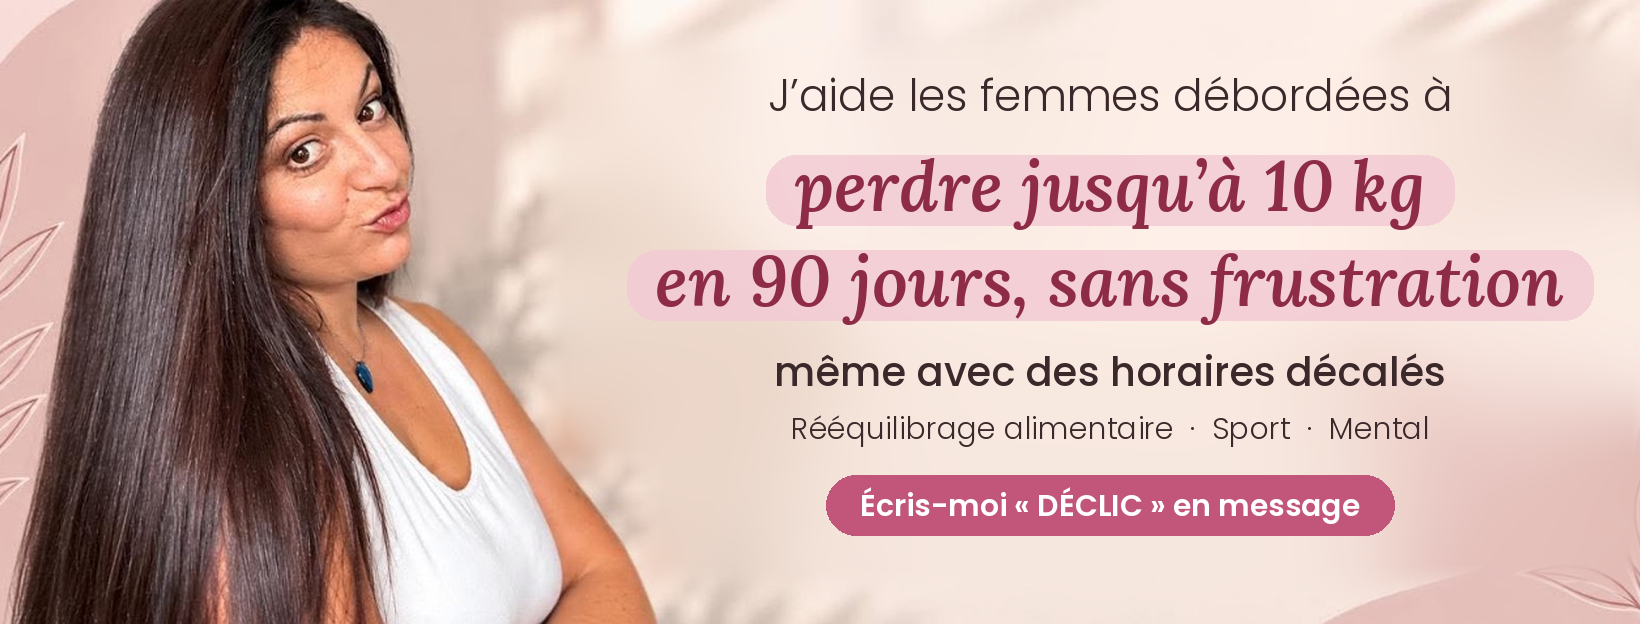 J’aide les femmes débordées à
perdre jusqu’à 10 kg
en 90 jours, sans frustration
même avec des horaires décalés
Rééquilibrage alimentaire · Sport · Mental
Écris-moi « DÉCLIC » en message